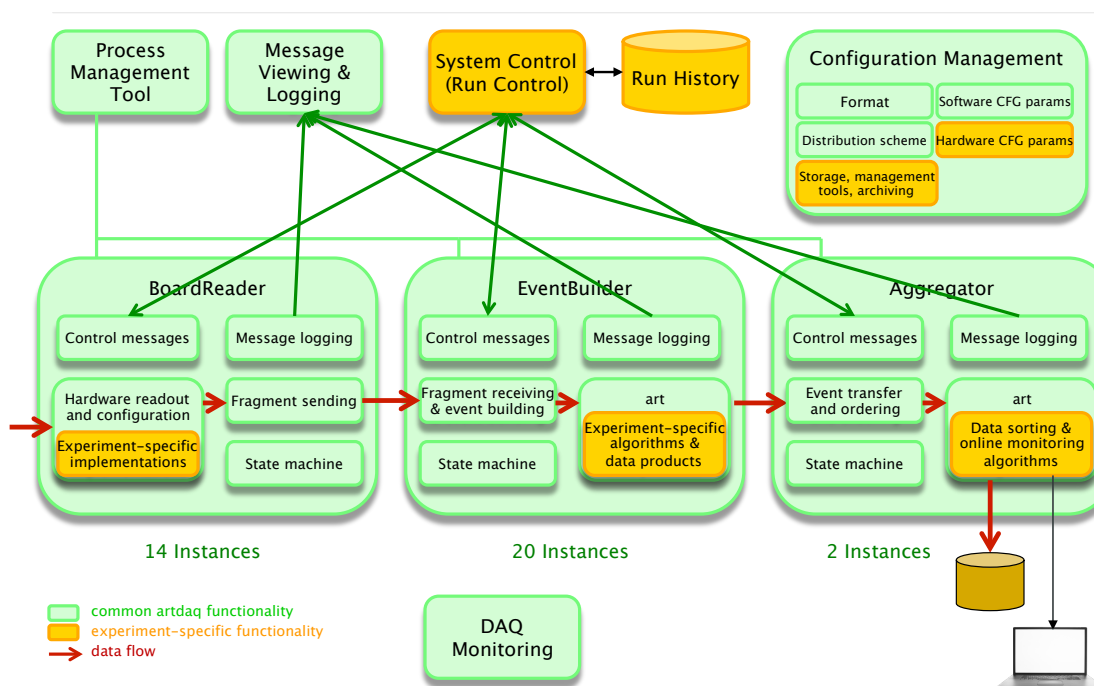 Process
Management
Tool
Message
Viewing &
Logging
System Control
(Run Control)
Run History
Configuration Management
Format
Software CFG params
Distribution scheme
Hardware CFG params
Storage, management
tools, archiving
BoardReader
Control messages
Message logging
Hardware readout
and configuration
Experiment-specific
implementations
Fragment sending
State machine
14 Instances
EventBuilder
Control messages
Message logging
Fragment receiving
& event building
art
Experiment-specific
algorithms &
data products
State machine
20 Instances
Aggregator
Control messages
Message logging
Event transfer
and ordering
art
Data sorting &
online monitoring
algorithms
State machine
2 Instances
common artdaq functionality
experiment-specific functionality
data flow
DAQ
Monitoring